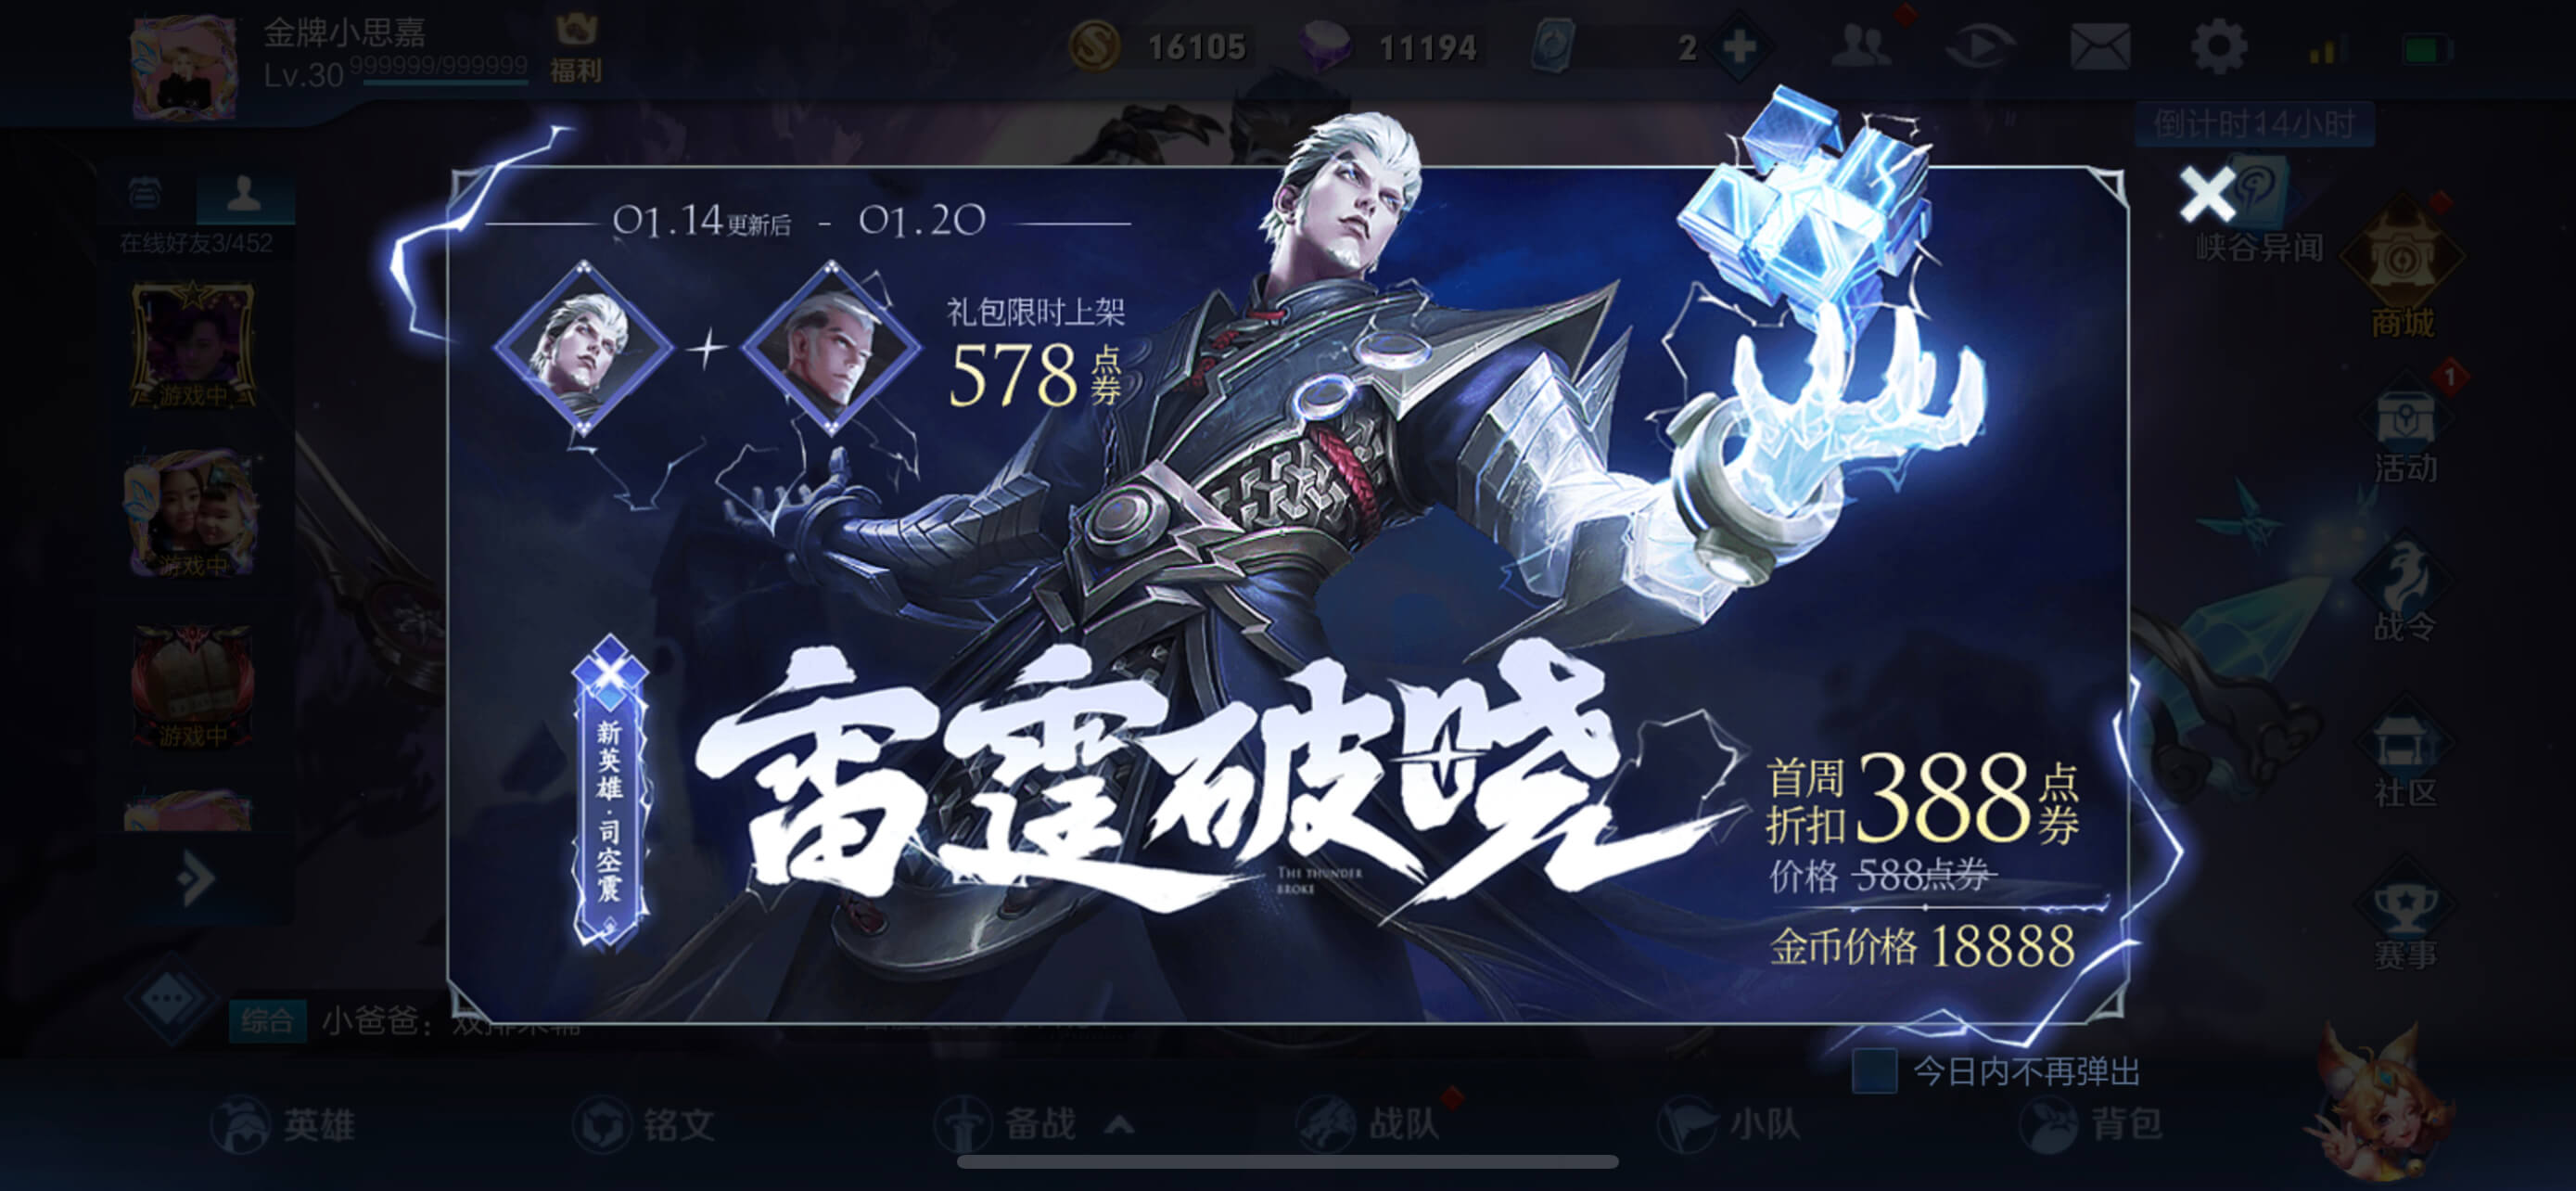 金牌小思嘉
Lv.30 999999/999999
福利
16105
11194
2
倒计时14小时
在线好友3/452
峡谷异闻
商城
游戏中
1
活动
游戏中
战令
游戏中
社区
赛事
01.14更新后 - 01.20
礼包限时上架
578点券
新英雄·司空震
雷霆破晓
THE THUNDER
BROKE
首周折扣388点券
价格 588点券
金币价格 18888
综合 小爸爸：双排来辅
今日内不再弹出
英雄
铭文
备战
战队
小队
背包